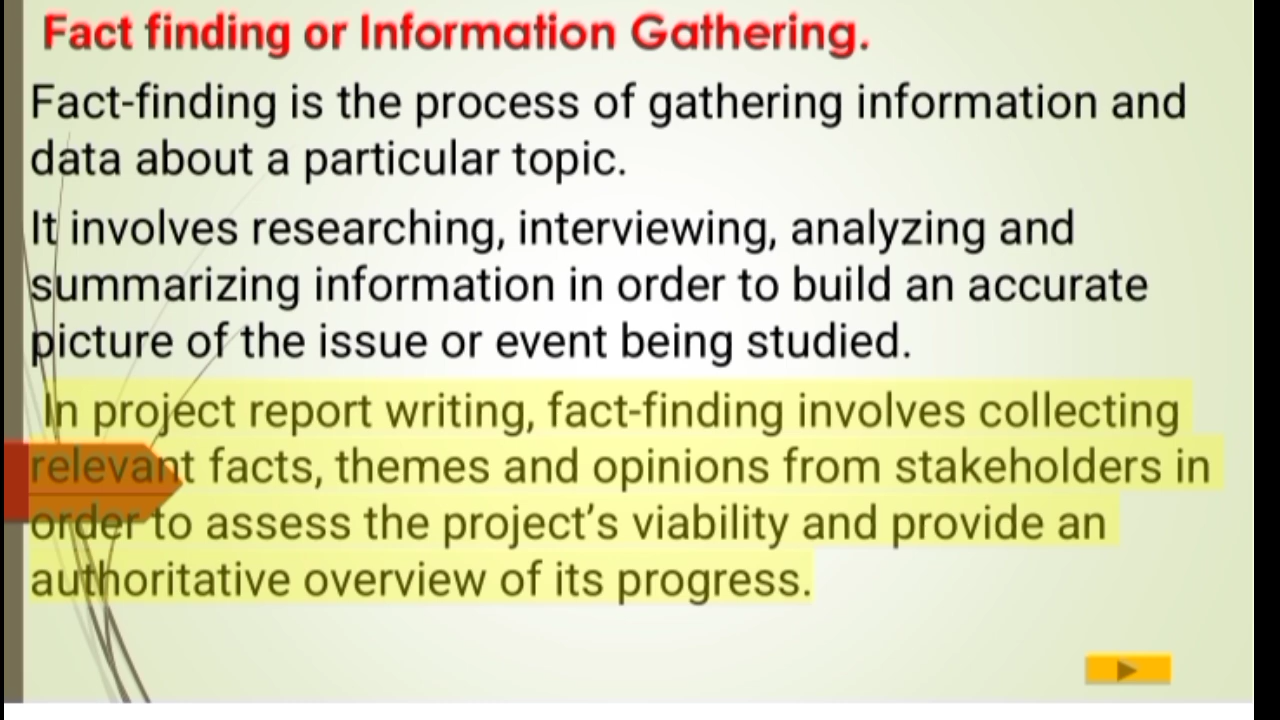 Fact finding or Information Gathering.
Fact-finding is the process of gathering information and
data about a particular topic.
It involves researching, interviewing, analyzing and
summarizing information in order to build an accurate
picture of the issue or event being studied.
In project report writing, fact-finding involves collecting
relevant facts, themes and opinions from stakeholders in
order to assess the project’s viability and provide an
authoritative overview of its progress.